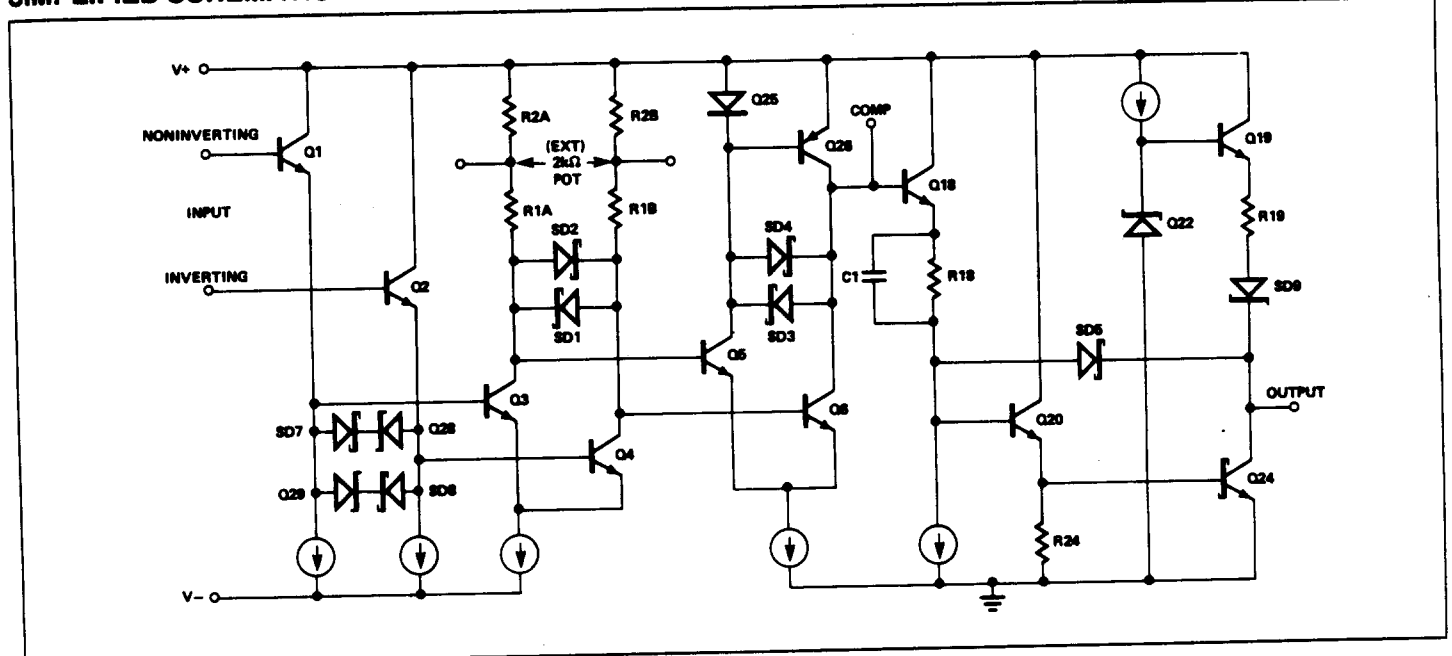 V+
NONINVERTING
Q1
INPUT
INVERTING
Q2
R2A
R2B
(EXT)
2kΩ
POT
R1A
R1B
SD2
SD1
Q25
Q26
COMP
SD4
SD3
Q18
C1
R18
Q19
R19
Q22
SD9
Q5
Q6
Q3
Q4
SD7
Q28
Q29
SD8
SD5
OUTPUT
Q20
Q24
R24
V−